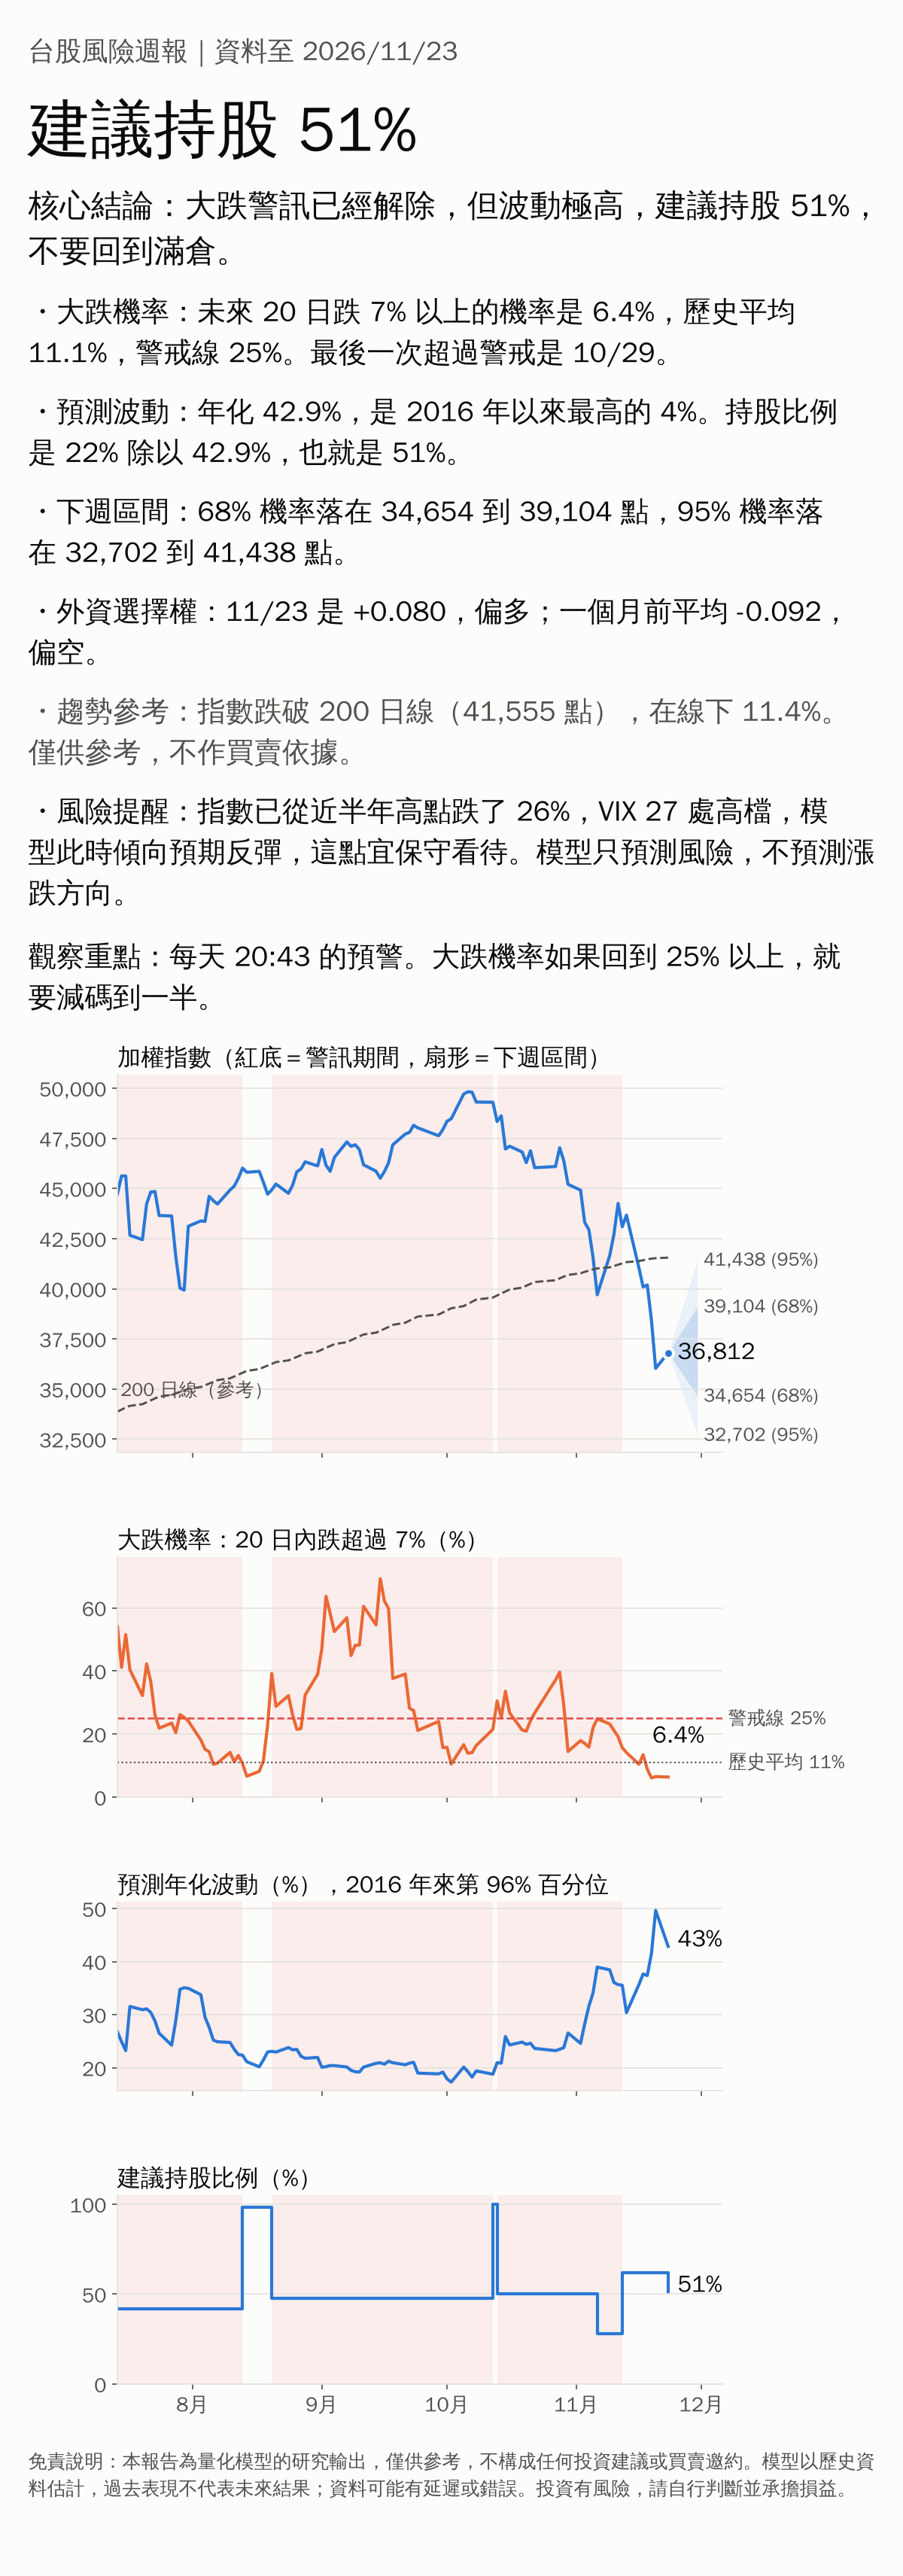 台股風險週報｜資料至 2026/11/23
建議持股 51%
核心結論：大跌警訊已經解除，但波動極高，建議持股 51%，
不要回到滿倉。
・大跌機率：未來 20 日跌 7% 以上的機率是 6.4%，歷史平均
11.1%，警戒線 25%。最後一次超過警戒是 10/29。
・預測波動：年化 42.9%，是 2016 年以來最高的 4%。持股比例
是 22% 除以 42.9%，也就是 51%。
・下週區間：68% 機率落在 34,654 到 39,104 點，95% 機率落
在 32,702 到 41,438 點。
・外資選擇權：11/23 是 +0.080，偏多；一個月前平均 -0.092，
偏空。
・趨勢參考：指數跌破 200 日線（41,555 點），在線下 11.4%。
僅供參考，不作買賣依據。
・風險提醒：指數已從近半年高點跌了 26%，VIX 27 處高檔，模
型此時傾向預期反彈，這點宜保守看待。模型只預測風險，不預測漲
跌方向。
觀察重點：每天 20:43 的預警。大跌機率如果回到 25% 以上，就
要減碼到一半。
加權指數（紅底＝警訊期間，扇形＝下週區間）
50,000
47,500
45,000
42,500
40,000
37,500
35,000
32,500
41,438 (95%)
39,104 (68%)
36,812
34,654 (68%)
32,702 (95%)
200 日線（參考）
大跌機率：20 日內跌超過 7%（%）
60
40
20
0
警戒線 25%
6.4%
歷史平均 11%
預測年化波動（%），2016 年來第 96% 百分位
50
40
30
20
43%
建議持股比例（%）
100
50
0
51%
8月 9月 10月 11月 12月
免責說明：本報告為量化模型的研究輸出，僅供參考，不構成任何投資建議或買賣邀約。模型以歷史資
料估計，過去表現不代表未來結果；資料可能有延遲或錯誤。投資有風險，請自行判斷並承擔損益。